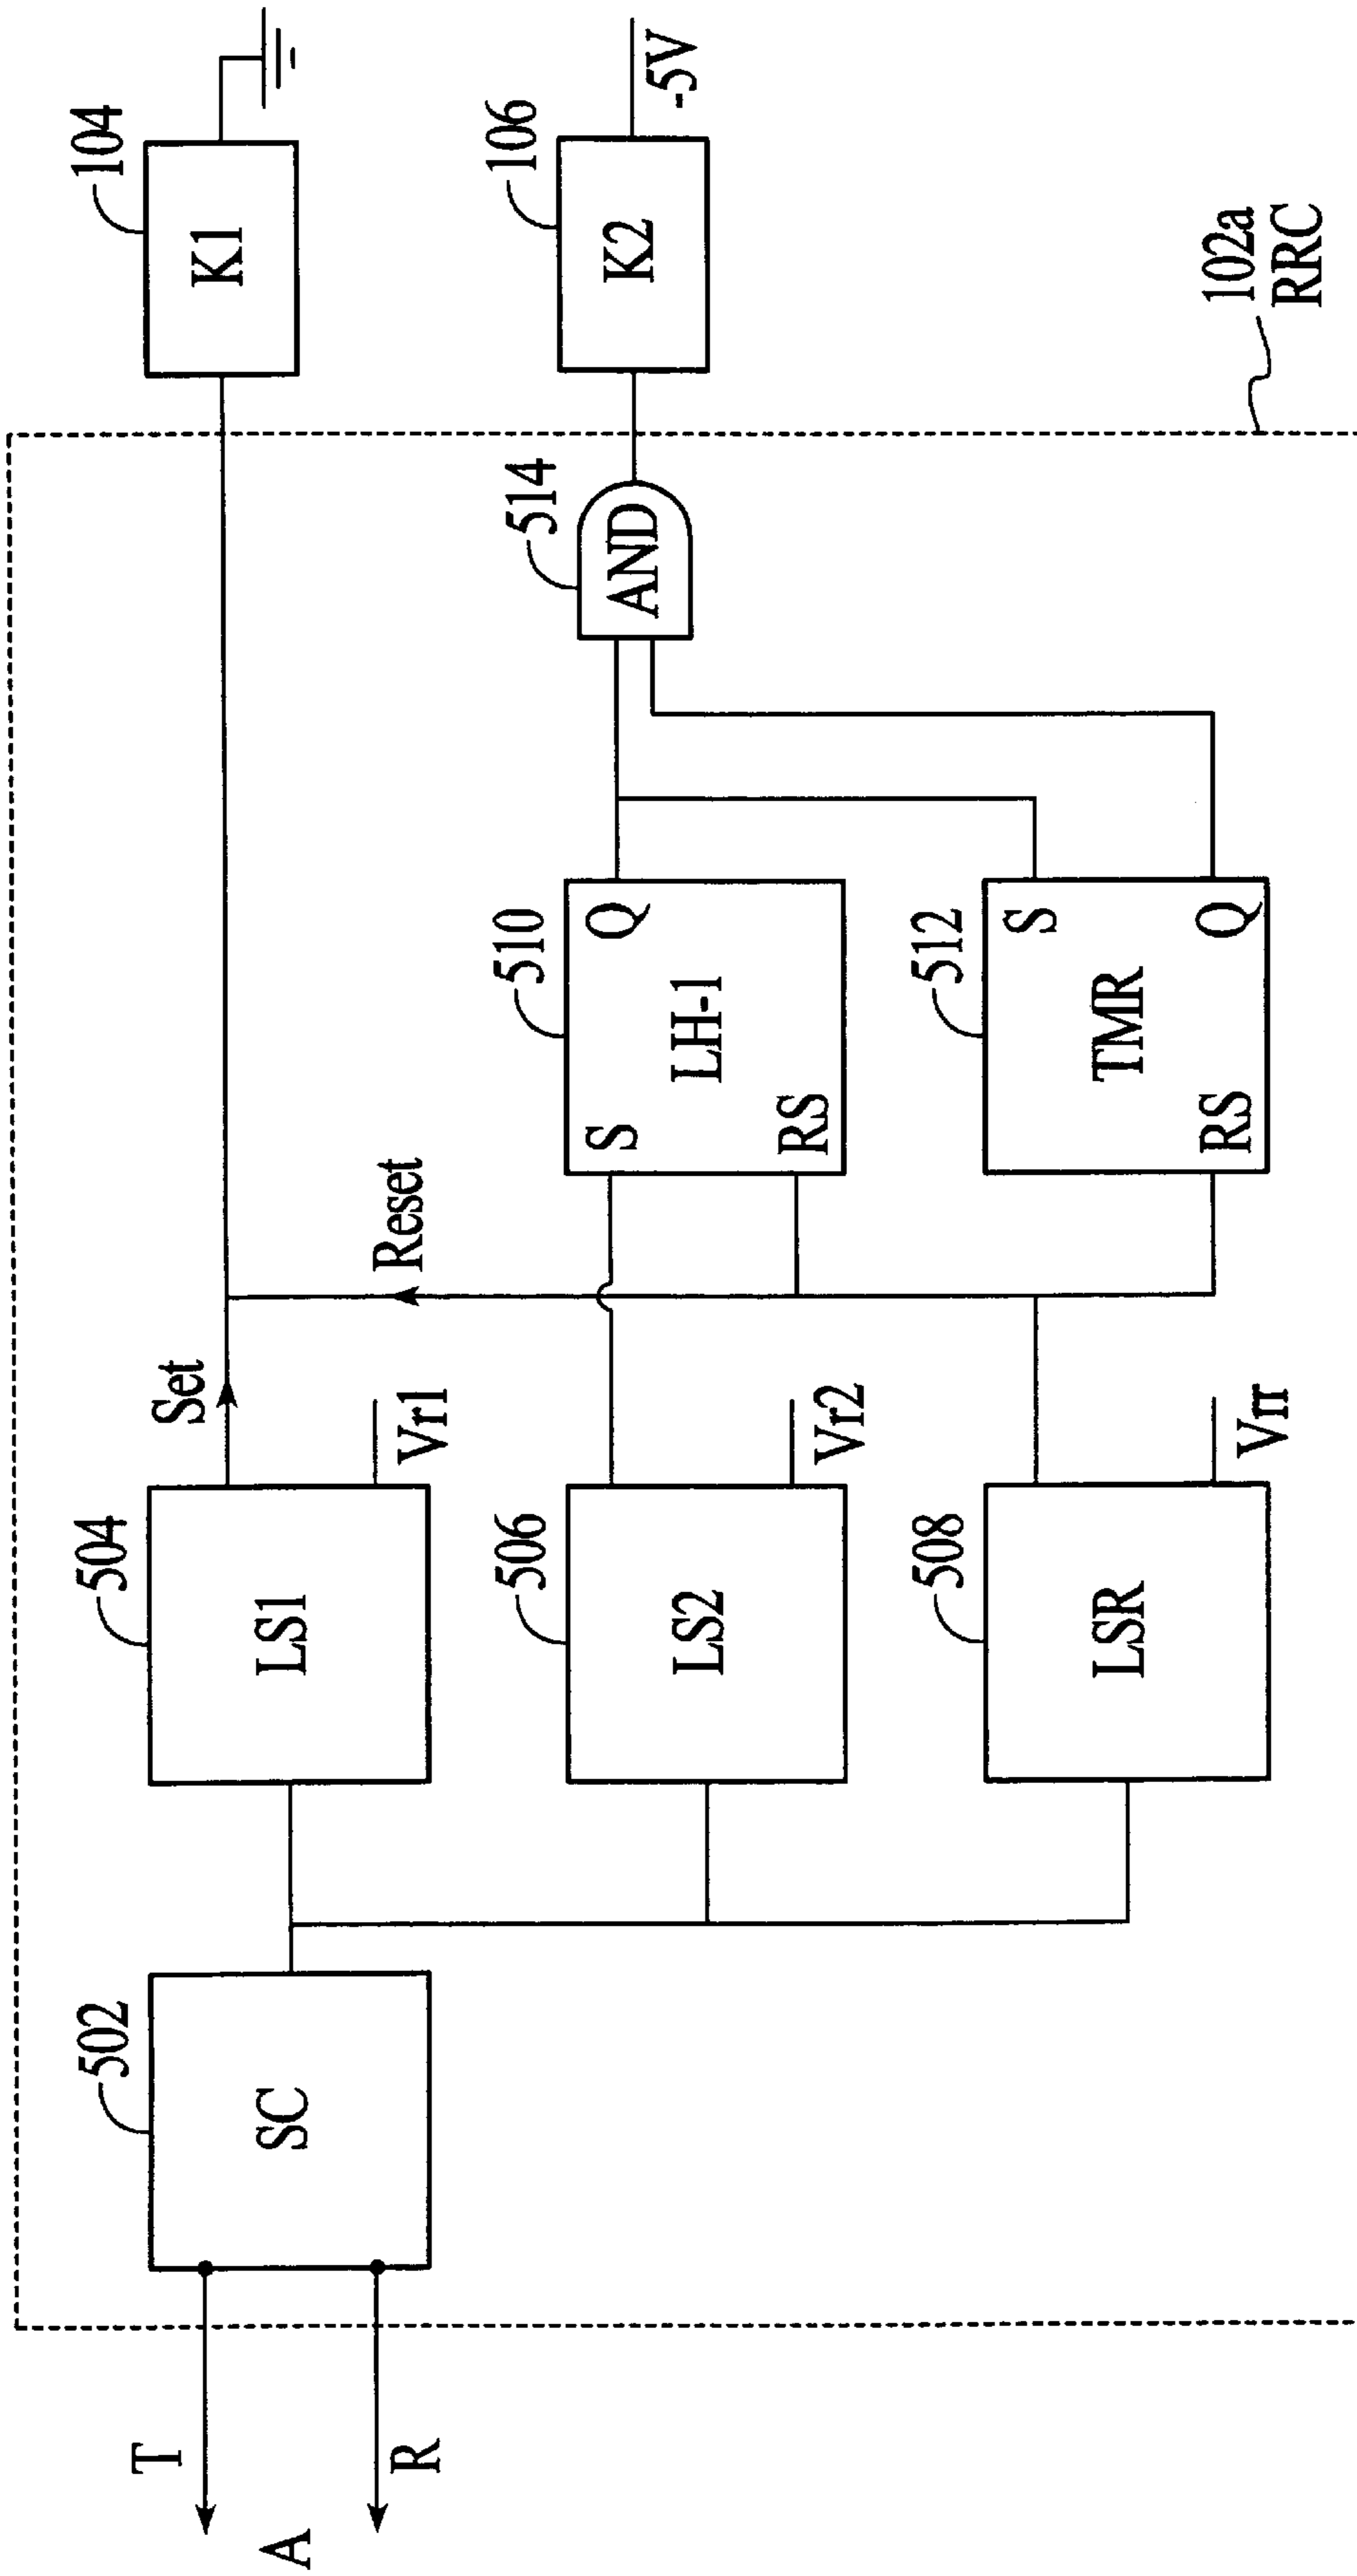 T
A
R
502
SC
504
LS1
Vr1
506
LS2
Vr2
508
LSR
Vrr
Set
Reset
510
S
Q
LH-1
RS
512
S
TMR
RS
Q
514
AND
104
K1
106
K2
-5V
102a
RRC